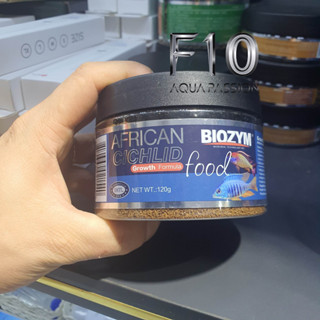 F10
AQUA PASSION
AFRICAN
CICHLID
BIOZYM
Growth Formula
food
NET WT.:120g